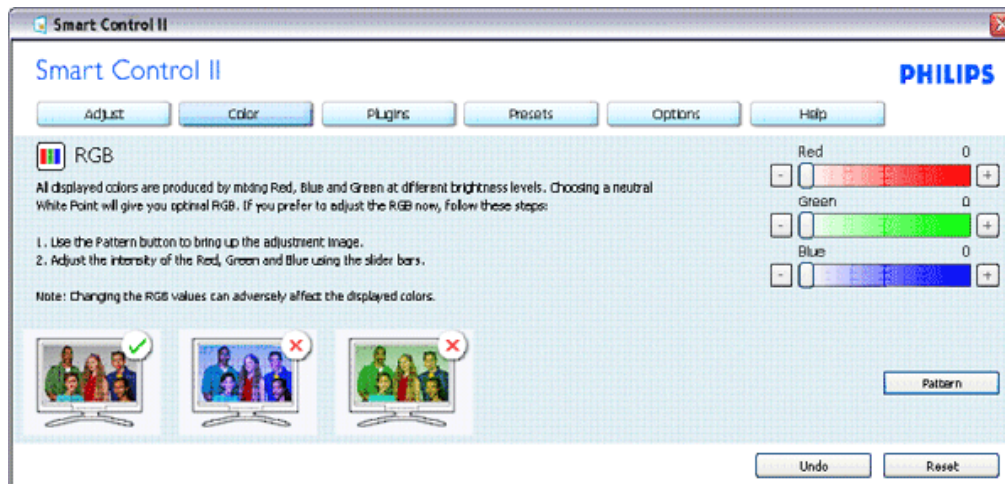 Smart Control II
Smart Control II
PHILIPS
Adjust Color Plugins Presets Options Help
RGB
All displayed colors are produced by mixing Red, Blue and Green at different brightness levels. Choosing a neutral
White Point will give you optimal RGB. If you prefer to adjust the RGB now, follow these steps:
1. Use the Pattern button to bring up the adjustment image.
2. Adjust the intensity of the Red, Green and Blue using the slider bars.
Note: Changing the RGB values can adversely affect the displayed colors.
Red 0
- +
Green 0
- +
Blue 0
- +
Pattern
Undo Reset